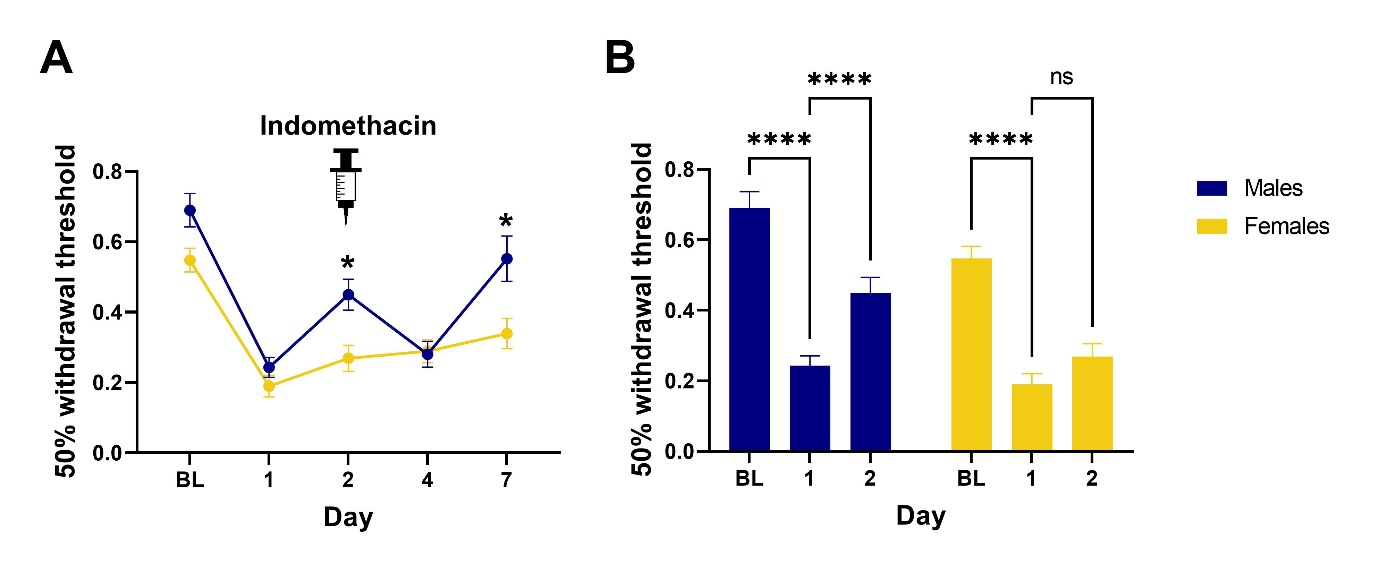 A
Indomethacin
50% withdrawal threshold
0.8
0.6
0.4
0.2
0.0
*
*
BL 1 2 4 7
Day
B
****
ns
****
****
50% withdrawal threshold
0.8
0.6
0.4
0.2
0.0
BL 1 2 BL 1 2
Day
Males
Females